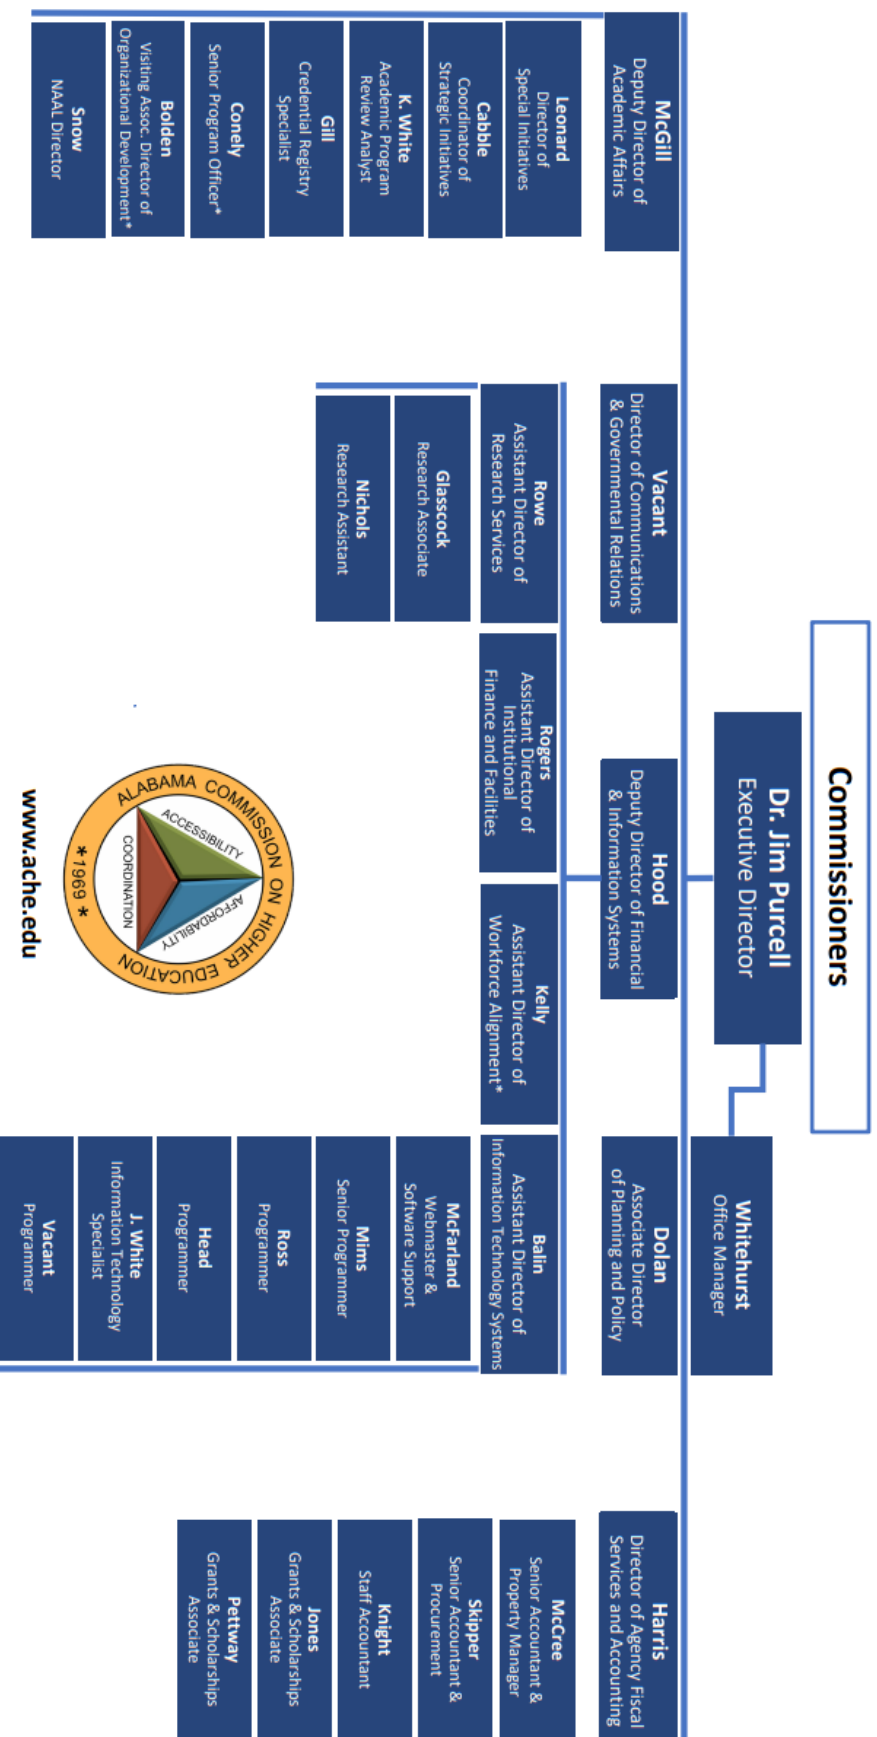 Commissioners
Dr. Jim Purcell
Executive Director
Whitehurst
Office Manager
McGill
Deputy Director of
Academic Affairs
Leonard
Director of
Special Initiatives
Cabble
Coordinator of
Strategic Initiatives
K. White
Academic Program
Review Analyst
Gill
Credential Registry
Specialist
Conely
Senior Program Officer*
Bolden
Visiting Assoc. Director of
Organizational Development*
Snow
NAAL Director
Vacant
Director of Communications
& Governmental Relations
Hood
Deputy Director of Financial
& Information Systems
Rowe
Assistant Director of
Research Services
Glasscock
Research Associate
Nichols
Research Assistant
Rogers
Assistant Director of
Institutional
Finance and Facilities
Kelly
Assistant Director of
Workforce Alignment*
Balin
Assistant Director of
Information Technology Systems
McFarland
Webmaster &
Software Support
Mims
Senior Programmer
Ross
Programmer
Head
Programmer
J. White
Information Technology
Specialist
Vacant
Programmer
Dolan
Associate Director
of Planning and Policy
Harris
Director of Agency Fiscal
Services and Accounting
McCree
Senior Accountant &
Property Manager
Skipper
Senior Accountant &
Procurement
Knight
Staff Accountant
Jones
Grants & Scholarships
Associate
Pettway
Grants & Scholarships
Associate
ALABAMA COMMISSION ON HIGHER EDUCATION
* 1969 *
ACCESSIBILITY
AFFORDABILITY
COORDINATION
www.ache.edu